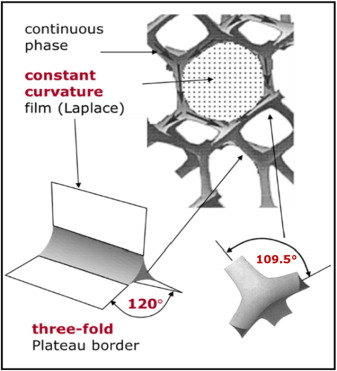 continuous
phase
constant
curvature
film (Laplace)
109.5°
120°
three-fold
Plateau border